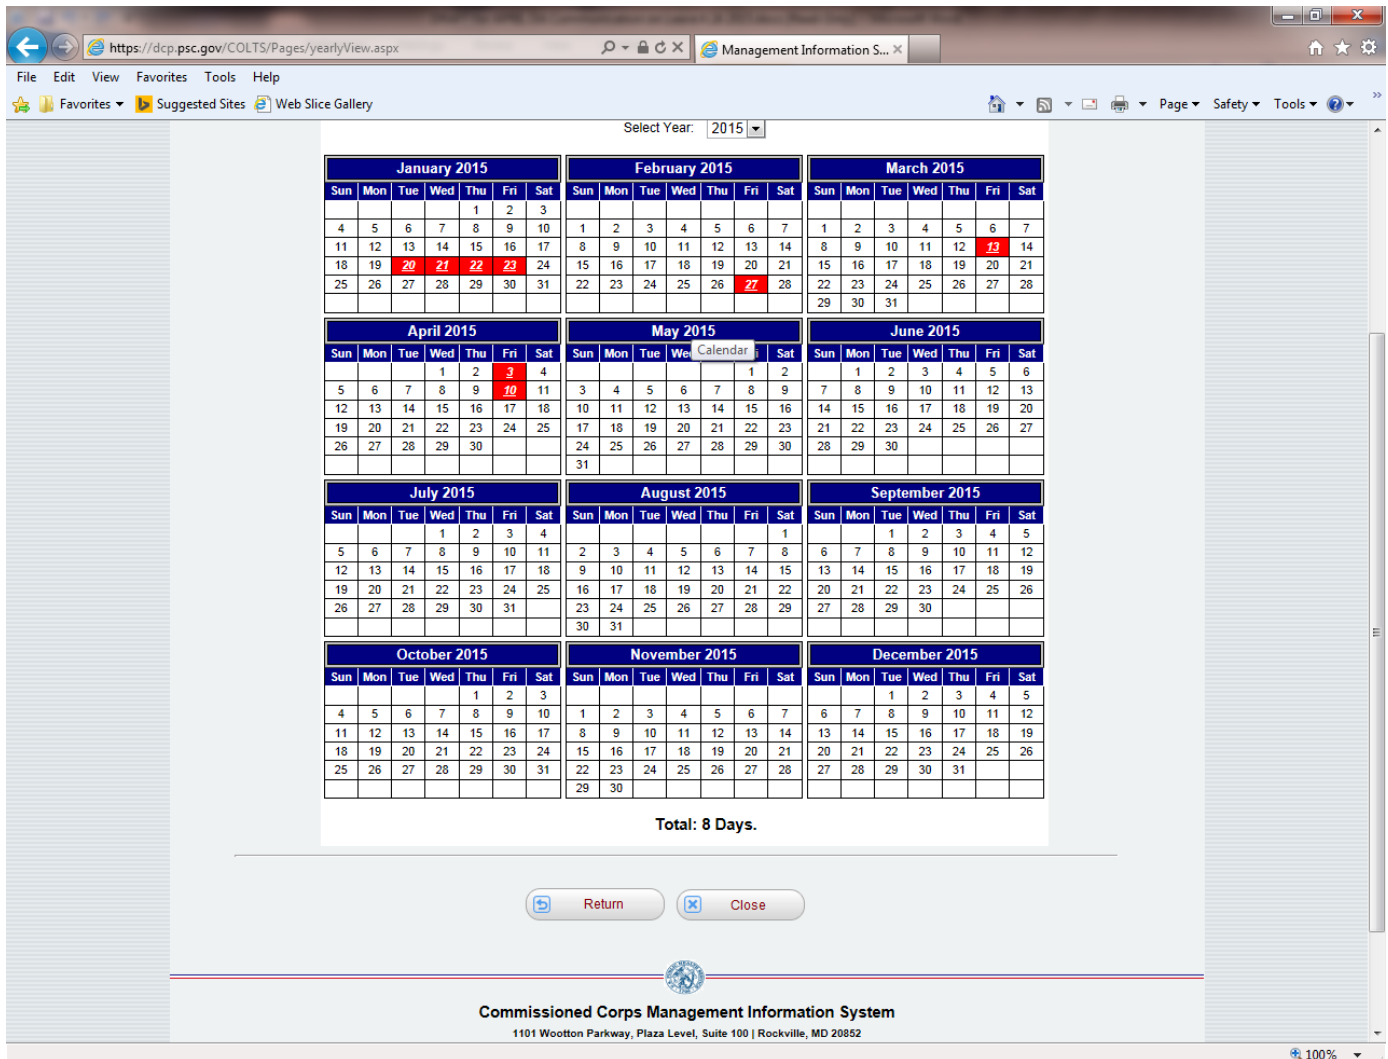 https://dcp.psc.gov/COLTS/Pages/yearlyView.aspx
Management Information S...
File Edit View Favorites Tools Help
Favorites Suggested Sites Web Slice Gallery Page Safety Tools
Select Year: 2015
January 2015 February 2015 March 2015
Sun Mon Tue Wed Thu Fri Sat Sun Mon Tue Wed Thu Fri Sat Sun Mon Tue Wed Thu Fri Sat
1 2 3
4 5 6 7 8 9 10 1 2 3 4 5 6 7 1 2 3 4 5 6 7
11 12 13 14 15 16 17 8 9 10 11 12 13 14 8 9 10 11 12 13 14
18 19 20 21 22 23 24 15 16 17 18 19 20 21 15 16 17 18 19 20 21
25 26 27 28 29 30 31 22 23 24 25 26 27 28 22 23 24 25 26 27 28
29 30 31
April 2015 May 2015 June 2015
Sun Mon Tue Wed Thu Fri Sat Sun Mon Tue Calendar Sat Sun Mon Tue Wed Thu Fri Sat
1 2 3 4 1 2 1 2 3 4 5 6
5 6 7 8 9 10 11 3 4 5 6 7 8 9 7 8 9 10 11 12 13
12 13 14 15 16 17 18 10 11 12 13 14 15 16 14 15 16 17 18 19 20
19 20 21 22 23 24 25 17 18 19 20 21 22 23 21 22 23 24 25 26 27
26 27 28 29 30 24 25 26 27 28 29 30 28 29 30
31
July 2015 August 2015 September 2015
Sun Mon Tue Wed Thu Fri Sat Sun Mon Tue Wed Thu Fri Sat Sun Mon Tue Wed Thu Fri Sat
1 2 3 4 1 1 2 3 4 5
5 6 7 8 9 10 11 2 3 4 5 6 7 8 6 7 8 9 10 11 12
12 13 14 15 16 17 18 9 10 11 12 13 14 15 13 14 15 16 17 18 19
19 20 21 22 23 24 25 16 17 18 19 20 21 22 20 21 22 23 24 25 26
26 27 28 29 30 31 23 24 25 26 27 28 29 27 28 29 30
30 31
October 2015 November 2015 December 2015
Sun Mon Tue Wed Thu Fri Sat Sun Mon Tue Wed Thu Fri Sat Sun Mon Tue Wed Thu Fri Sat
1 2 3 1 2 3 4 5
4 5 6 7 8 9 10 1 2 3 4 5 6 7 6 7 8 9 10 11 12
11 12 13 14 15 16 17 8 9 10 11 12 13 14 13 14 15 16 17 18 19
18 19 20 21 22 23 24 15 16 17 18 19 20 21 20 21 22 23 24 25 26
25 26 27 28 29 30 31 22 23 24 25 26 27 28 27 28 29 30 31
29 30
Total: 8 Days.
Return Close
Commissioned Corps Management Information System
1101 Wootton Parkway, Plaza Level, Suite 100 | Rockville, MD 20852
100%